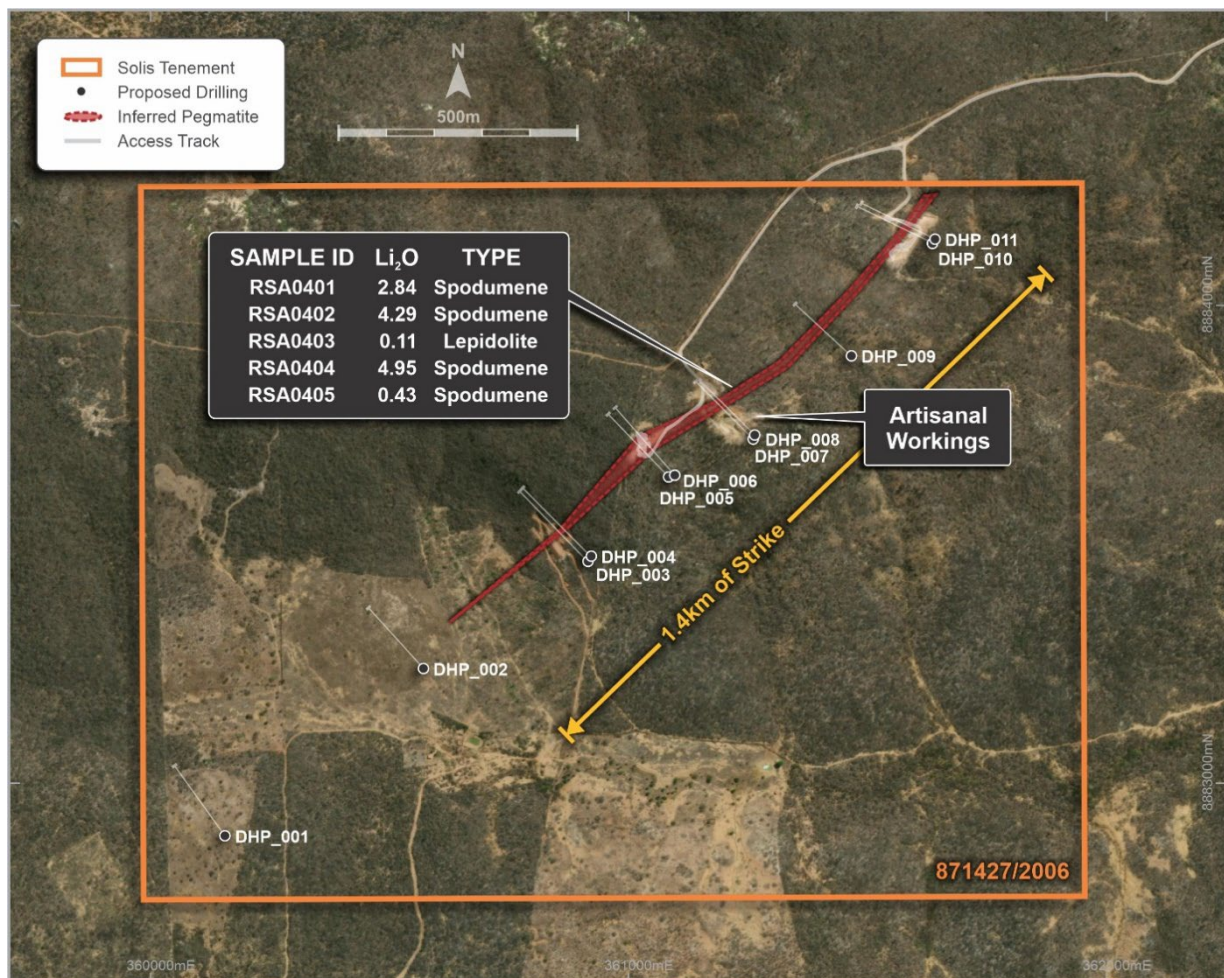 Solis Tenement
Proposed Drilling
Inferred Pegmatite
Access Track
N
500m
SAMPLE ID Li₂O TYPE
RSA0401 2.84 Spodumene
RSA0402 4.29 Spodumene
RSA0403 0.11 Lepidolite
RSA0404 4.95 Spodumene
RSA0405 0.43 Spodumene
DHP_011
DHP_010
8884000mN
DHP_009
Artisanal
Workings
DHP_008
DHP_007
DHP_006
DHP_005
DHP_004
DHP_003
1.4km of Strike
DHP_002
8883000mN
DHP_001
871427/2006
360000mE
361000mE
362000mE